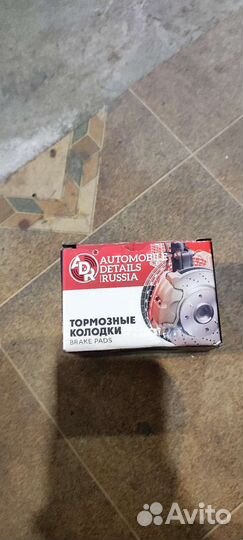 ADR
AUTOMOBILE
DETAILS
RUSSIA
ТОРМОЗНЫЕ
КОЛОДКИ
BRAKE PADS
Avito